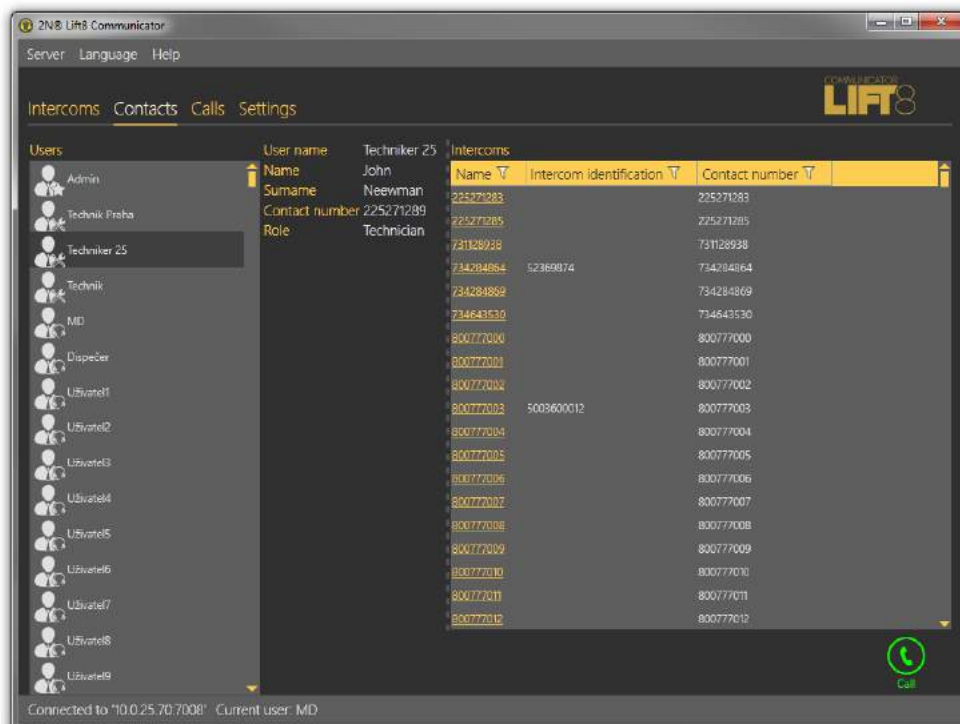 2N® Lift8 Communicator
Server Language Help
COMMUNICATOR
LIFT8
Intercoms Contacts Calls Settings
Users
Admin
Technik Praha
Techniker 25
Technik
MD
Dispečer
Uživatel1
Uživatel2
Uživatel3
Uživatel4
Uživatel5
Uživatel6
Uživatel7
Uživatel8
Uživatel9
User name Techniker 25
Name John
Surname Neewman
Contact number 225271289
Role Technician
Intercoms
Name Intercom identification Contact number
225271283 225271283
225271285 225271285
731128938 731128938
734284864 52369874 734284864
734284869 734284869
734643530 734643530
800777000 800777000
800777001 800777001
800777002 800777002
800777003 5003600012 800777003
800777004 800777004
800777005 800777005
800777006 800777006
800777007 800777007
800777008 800777008
800777009 800777009
800777010 800777010
800777011 800777011
800777012 800777012
Call
Connected to '10.0.25.70:7008' Current user: MD